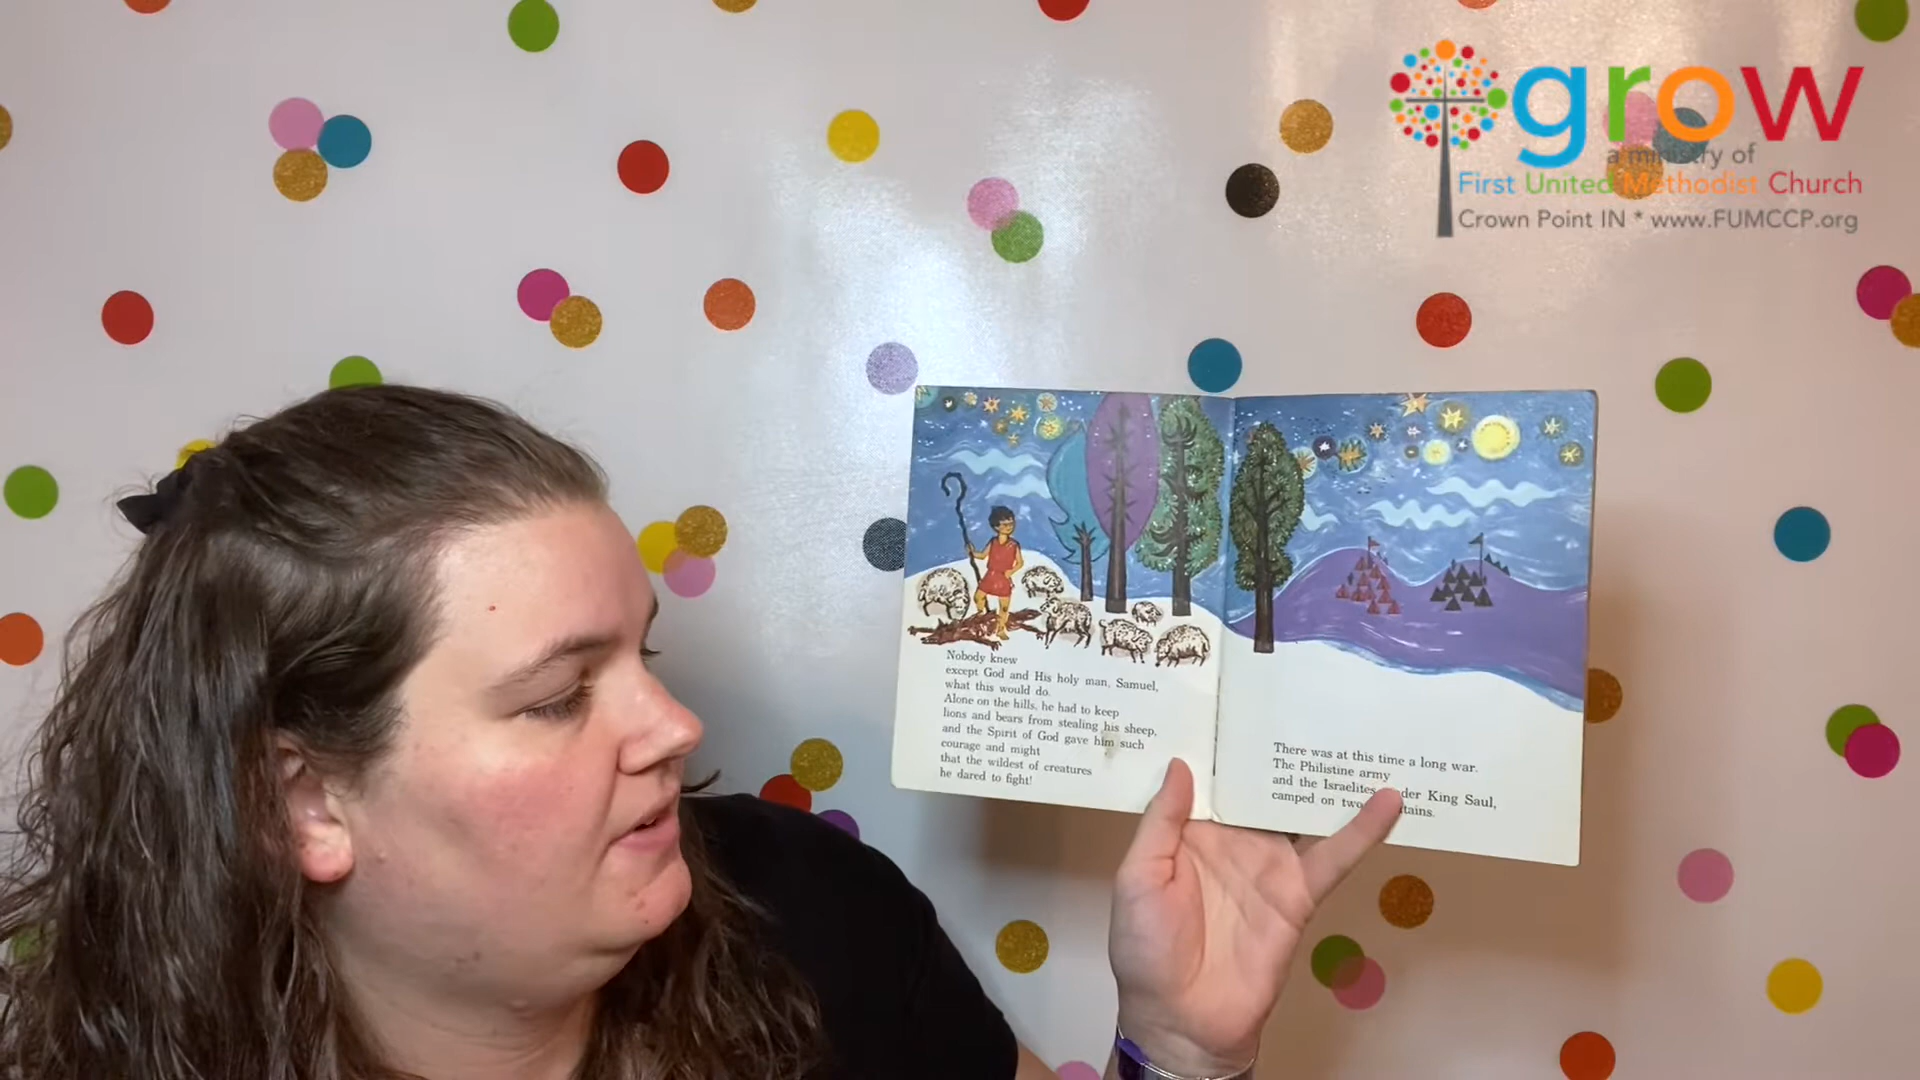 grow
a ministry of
First United Methodist Church
Crown Point IN * www.FUMCCP.org
Nobody knew
except God and His holy man, Samuel,
what this would do.
Alone on the hills, he had to keep
lions and bears from stealing his sheep,
and the Spirit of God gave him such
courage and might
that the wildest of creatures
he dared to fight!
There was at this time a long war.
The Philistine army
and the Israelites King Saul,
camped on two